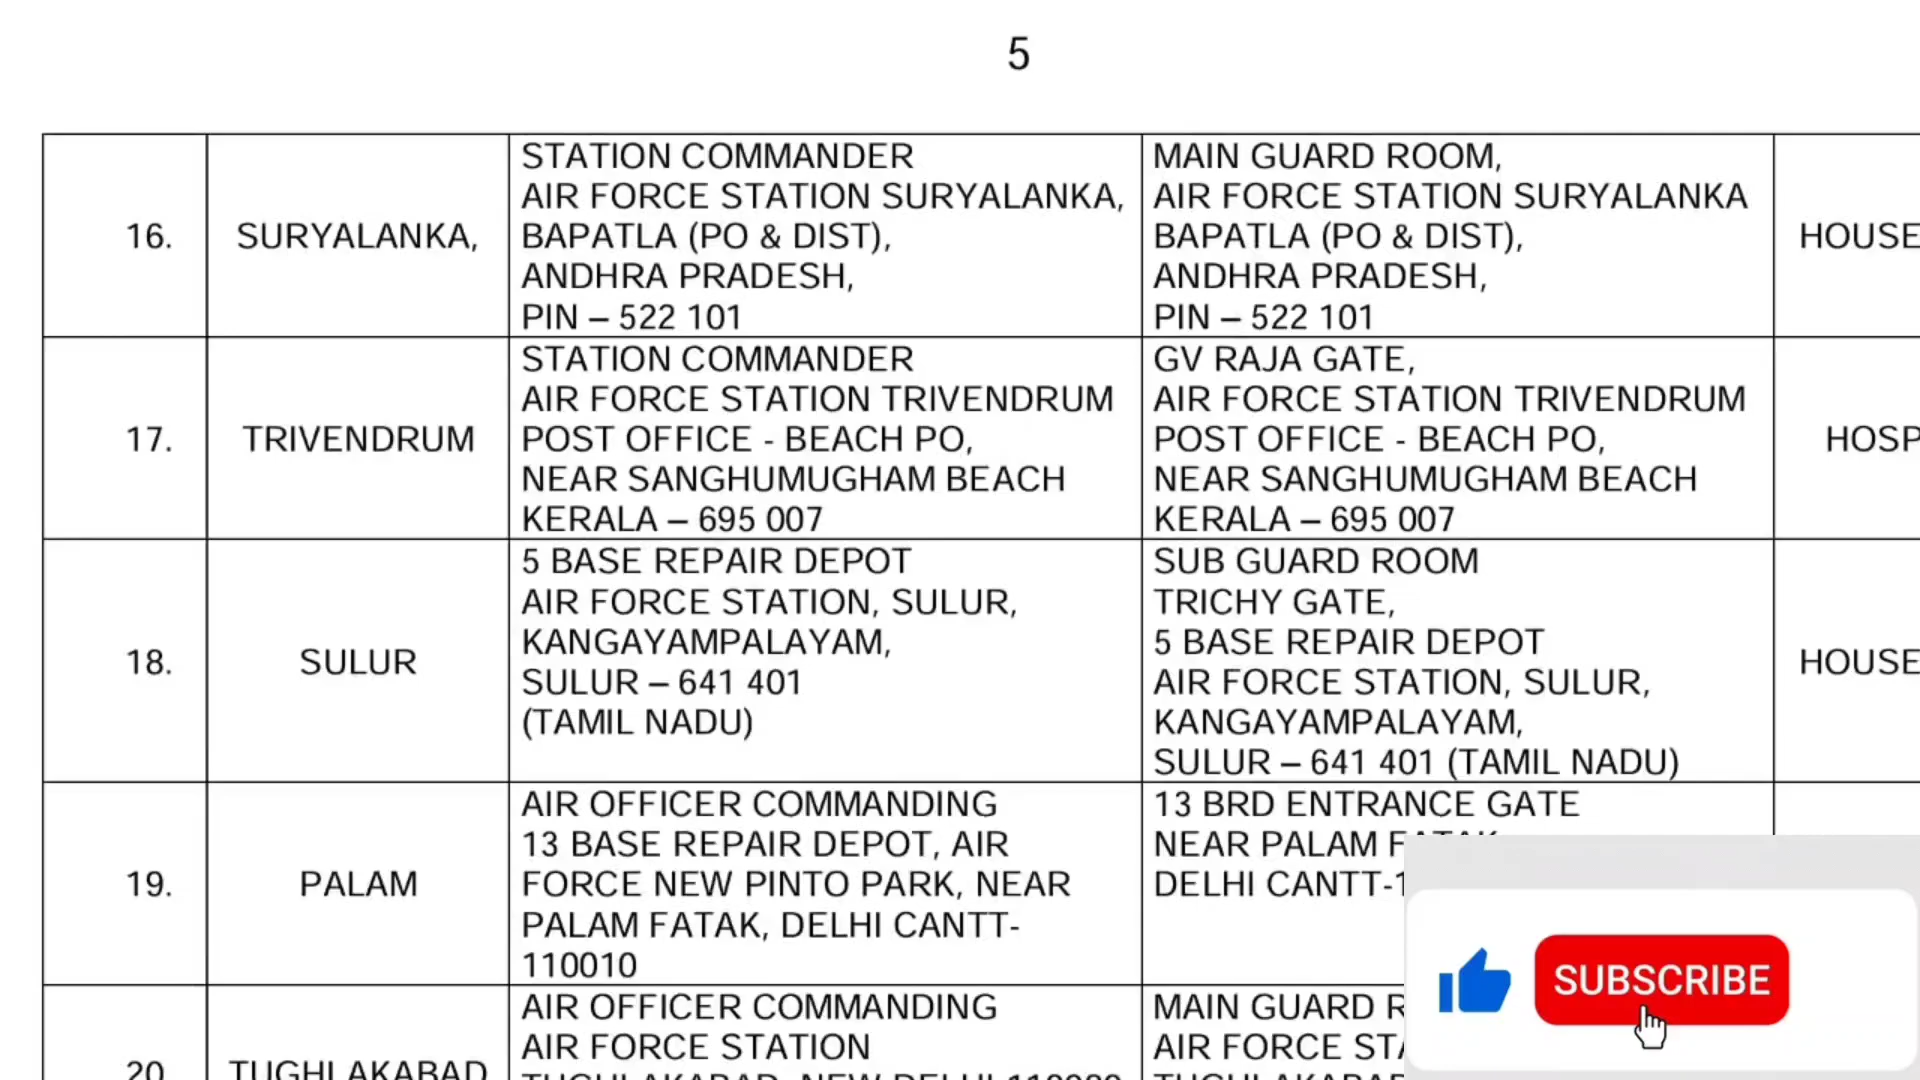 5
16.
SURYALANKA,
STATION COMMANDER
AIR FORCE STATION SURYALANKA,
BAPATLA (PO & DIST),
ANDHRA PRADESH,
PIN – 522 101
MAIN GUARD ROOM,
AIR FORCE STATION SURYALANKA
BAPATLA (PO & DIST),
ANDHRA PRADESH,
PIN – 522 101
HOUSE
17.
TRIVENDRUM
STATION COMMANDER
AIR FORCE STATION TRIVENDRUM
POST OFFICE - BEACH PO,
NEAR SANGHUMUGHAM BEACH
KERALA – 695 007
GV RAJA GATE,
AIR FORCE STATION TRIVENDRUM
POST OFFICE - BEACH PO,
NEAR SANGHUMUGHAM BEACH
KERALA – 695 007
HOSP
18.
SULUR
5 BASE REPAIR DEPOT
AIR FORCE STATION, SULUR,
KANGAYAMPALAYAM,
SULUR – 641 401
(TAMIL NADU)
SUB GUARD ROOM
TRICHY GATE,
5 BASE REPAIR DEPOT
AIR FORCE STATION, SULUR,
KANGAYAMPALAYAM,
SULUR – 641 401 (TAMIL NADU)
HOUSE
19.
PALAM
AIR OFFICER COMMANDING
13 BASE REPAIR DEPOT, AIR
FORCE NEW PINTO PARK, NEAR
PALAM FATAK, DELHI CANTT-
110010
13 BRD ENTRANCE GATE
NEAR PALAM FATAK
DELHI CANTT-1
20.
TUGHLAKABAD
AIR OFFICER COMMANDING
AIR FORCE STATION
TUGHLAKABAD, NEW DELHI
MAIN GUARD R
AIR FORCE STA
TUGHLAKABAD
SUBSCRIBE